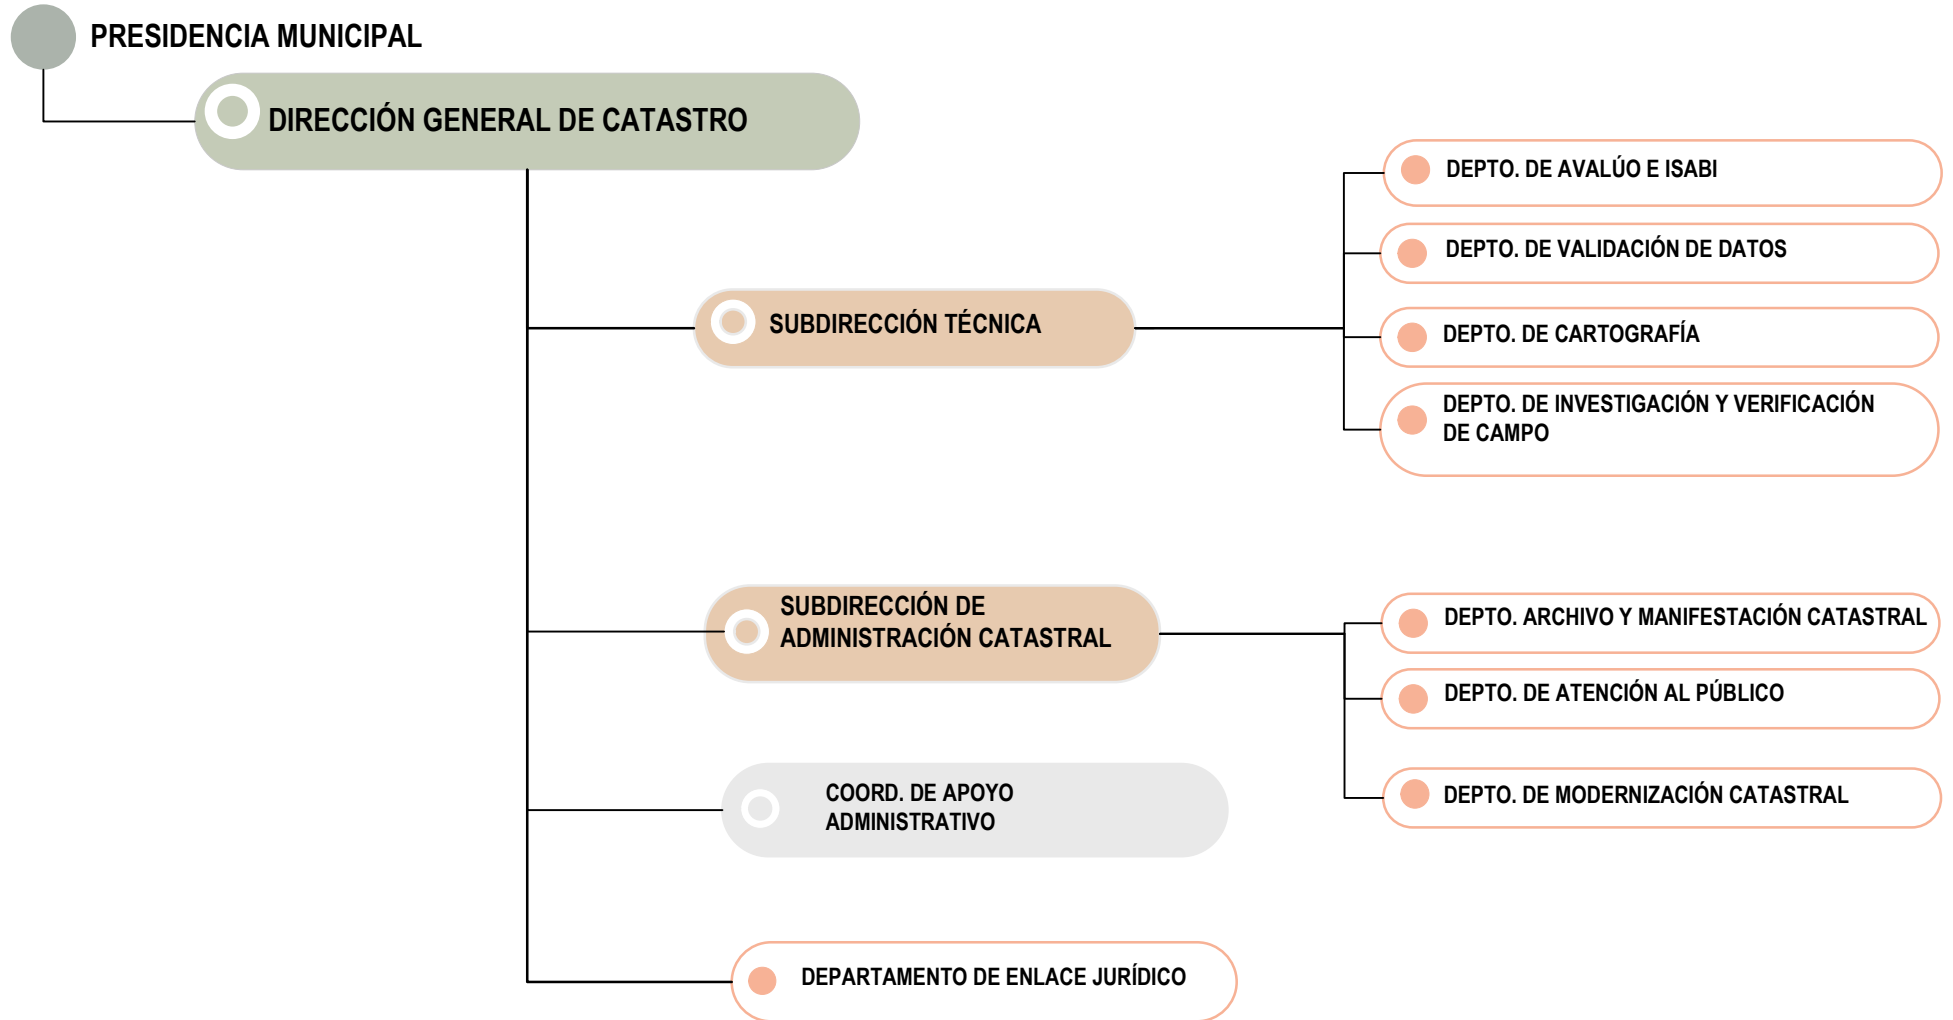 PRESIDENCIA MUNICIPAL
DIRECCIÓN GENERAL DE CATASTRO
SUBDIRECCIÓN TÉCNICA
DEPTO. DE AVALÚO E ISABI
DEPTO. DE VALIDACIÓN DE DATOS
DEPTO. DE CARTOGRAFÍA
DEPTO. DE INVESTIGACIÓN Y VERIFICACIÓN
DE CAMPO
SUBDIRECCIÓN DE
ADMINISTRACIÓN CATASTRAL
DEPTO. ARCHIVO Y MANIFESTACIÓN CATASTRAL
DEPTO. DE ATENCIÓN AL PÚBLICO
DEPTO. DE MODERNIZACIÓN CATASTRAL
COORD. DE APOYO
ADMINISTRATIVO
DEPARTAMENTO DE ENLACE JURÍDICO